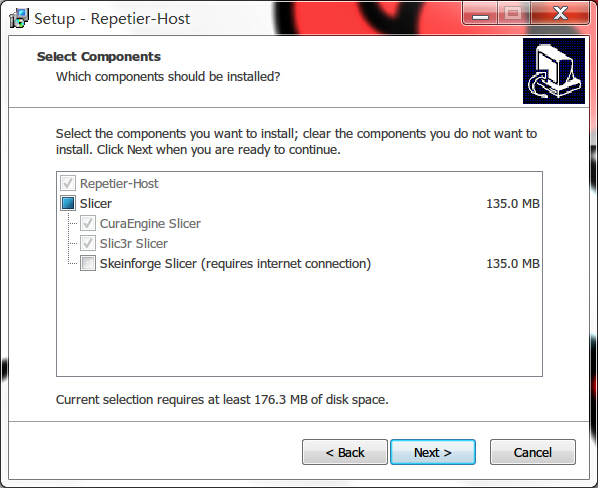 Setup - Repetier-Host
Select Components
Which components should be installed?
Select the components you want to install; clear the components you do not want to
install. Click Next when you are ready to continue.
Repetier-Host
Slicer 135.0 MB
CuraEngine Slicer
Slic3r Slicer
Skeinforge Slicer (requires internet connection) 135.0 MB
Current selection requires at least 176.3 MB of disk space.
< Back Next > Cancel